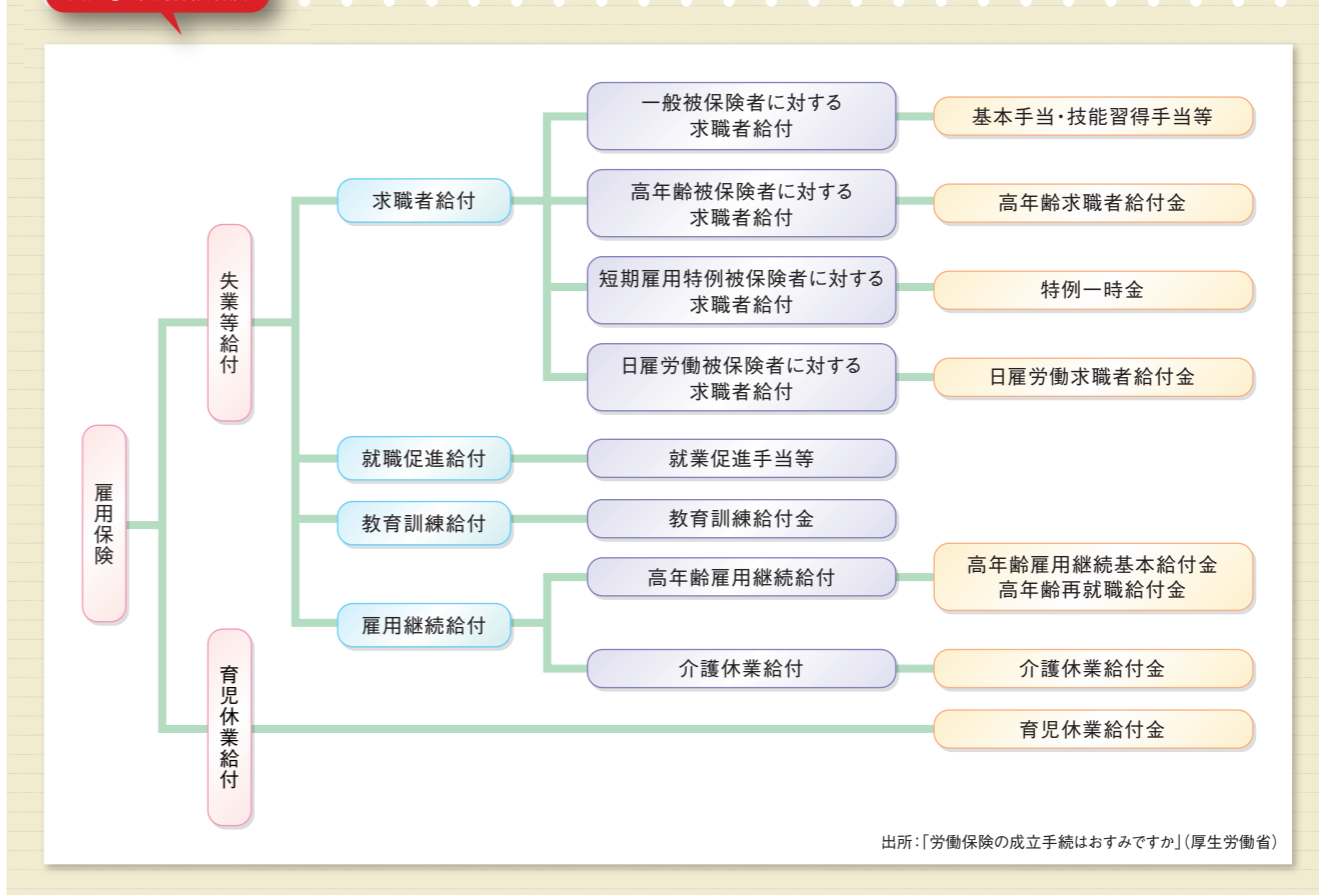 一般被保険者に対する
求職者給付
基本手当・技能習得手当等
求職者給付
高年齢被保険者に対する
求職者給付
高年齢求職者給付金
短期雇用特例被保険者に対する
求職者給付
特例一時金
日雇労働被保険者に対する
求職者給付
日雇労働求職者給付金
失業等給付
就職促進給付
就業促進手当等
教育訓練給付
教育訓練給付金
雇用保険
高年齢雇用継続給付
高年齢雇用継続基本給付金
高年齢再就職給付金
雇用継続給付
介護休業給付
介護休業給付金
育児休業給付
育児休業給付金
出所：「労働保険の成立手続はおすみですか」（厚生労働省）